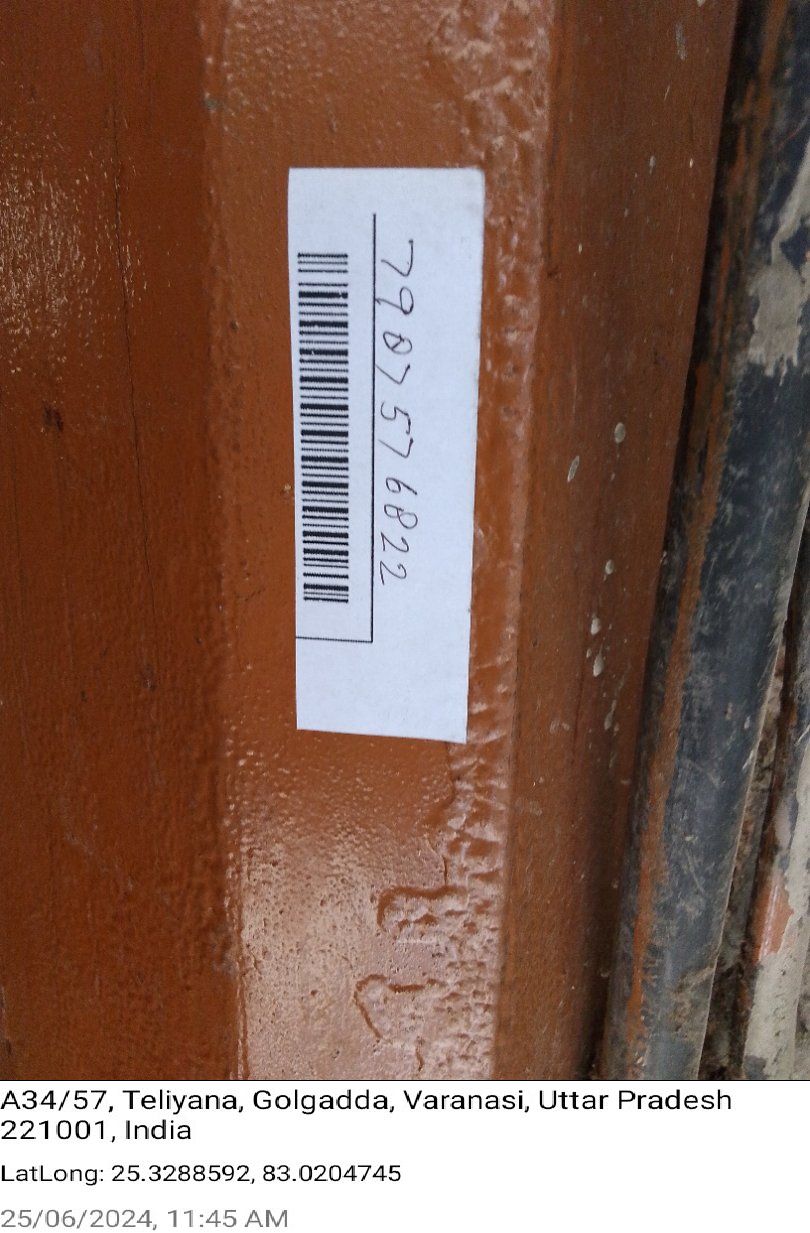 7907576822
A34/57, Teliyana, Golgadda, Varanasi, Uttar Pradesh
221001, India
LatLong: 25.3288592, 83.0204745
25/06/2024, 11:45 AM